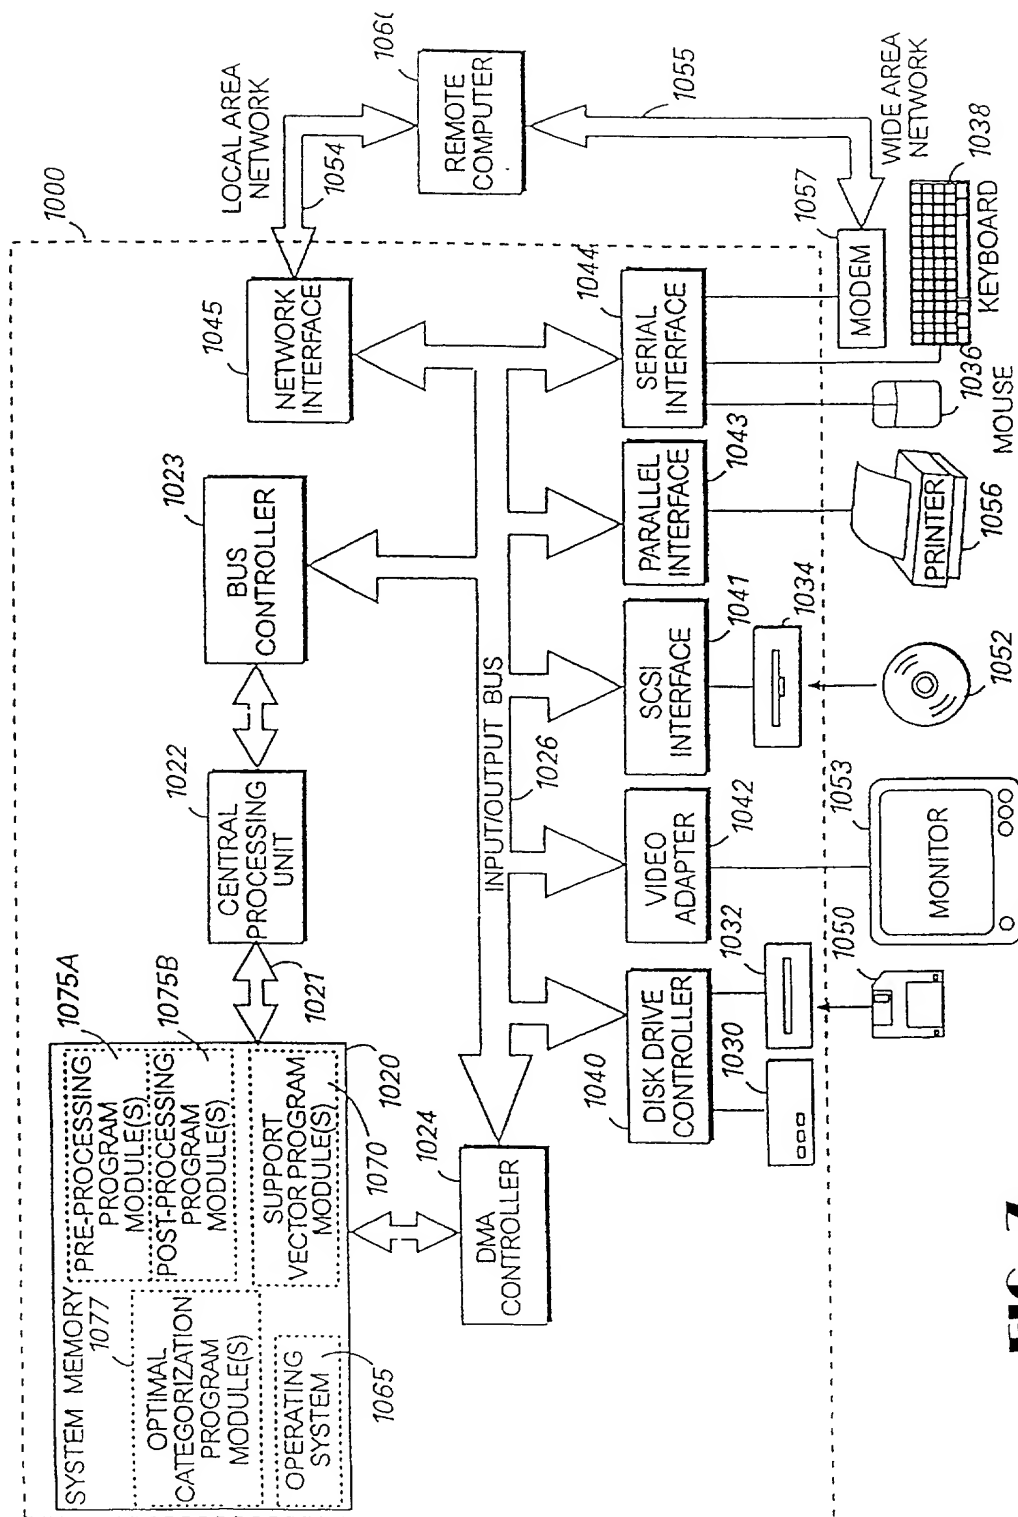 1000
SYSTEM MEMORY
1077
OPTIMAL
CATEGORIZATION
PROGRAM
MODULE(S)
OPERATING
SYSTEM
1065
PRE-PROCESSING
PROGRAM
MODULE(S)
POST-PROCESSING
PROGRAM
MODULE(S)
1075A
1075B
SUPPORT
VECTOR PROGRAM
MODULE(S)
1070
1020
1021
1022
CENTRAL
PROCESSING
UNIT
1023
BUS
CONTROLLER
1045
NETWORK
INTERFACE
LOCAL AREA
NETWORK
1054
REMOTE
COMPUTER
1055
WIDE AREA
NETWORK
1024
DMA
CONTROLLER
INPUT/OUTPUT BUS
1026
1040
DISK DRIVE
CONTROLLER
1030
1032
VIDEO
ADAPTER
1042
SCSI
INTERFACE
1041
1034
PARALLEL
INTERFACE
1043
SERIAL
INTERFACE
1044
MODEM
1057
1050
MONITOR
1053
1052
PRINTER
1056
MOUSE
1036
KEYBOARD
1038